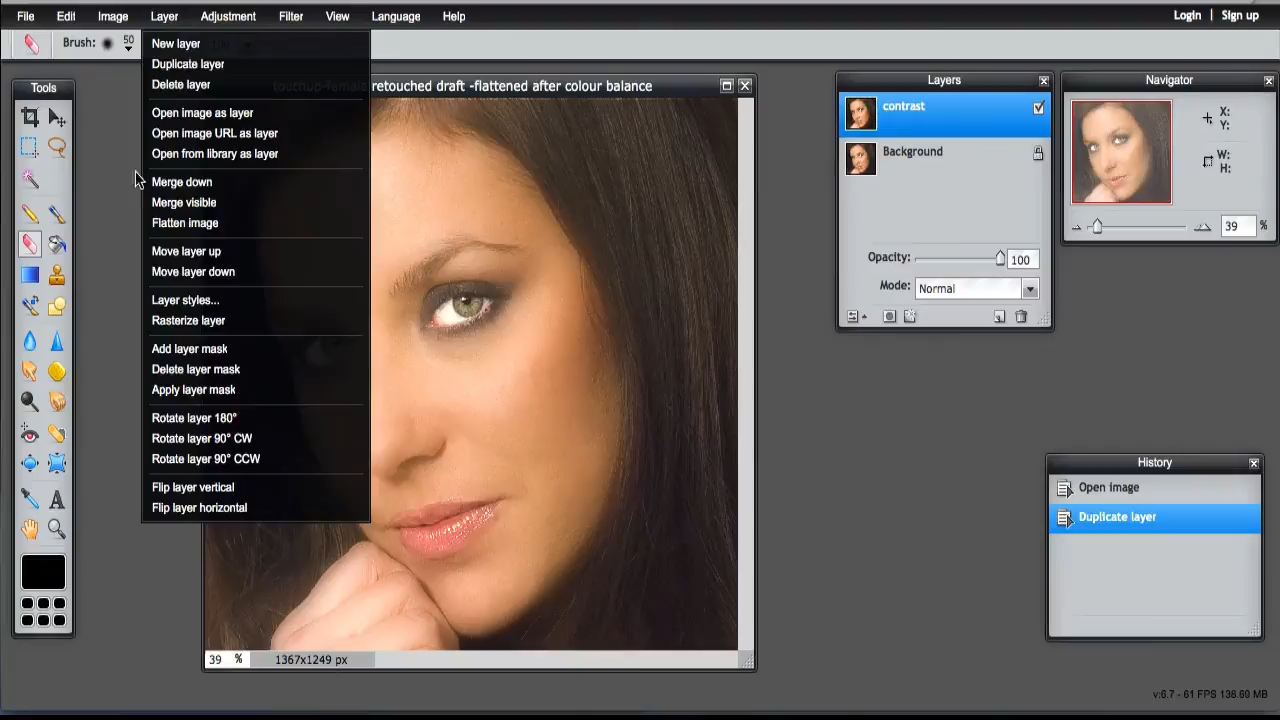 File Edit Image Layer Adjustment Filter View Language Help Login | Sign up
Brush: 50
New layer
Duplicate layer
Delete layer
Open image as layer
Open image URL as layer
Open from library as layer
Merge down
Merge visible
Flatten image
Move layer up
Move layer down
Layer styles...
Rasterize layer
Add layer mask
Delete layer mask
Apply layer mask
Rotate layer 180°
Rotate layer 90° CW
Rotate layer 90° CCW
Flip layer vertical
Flip layer horizontal
Tools
touchup-female retouched draft -flattened after colour balance
39 % 1367x1249 px
Layers
contrast
Background
Opacity: 100
Mode: Normal
Navigator
X:
Y:
W:
H:
39 %
History
Open image
Duplicate layer
v:6.7 - 61 FPS 138.69 MB